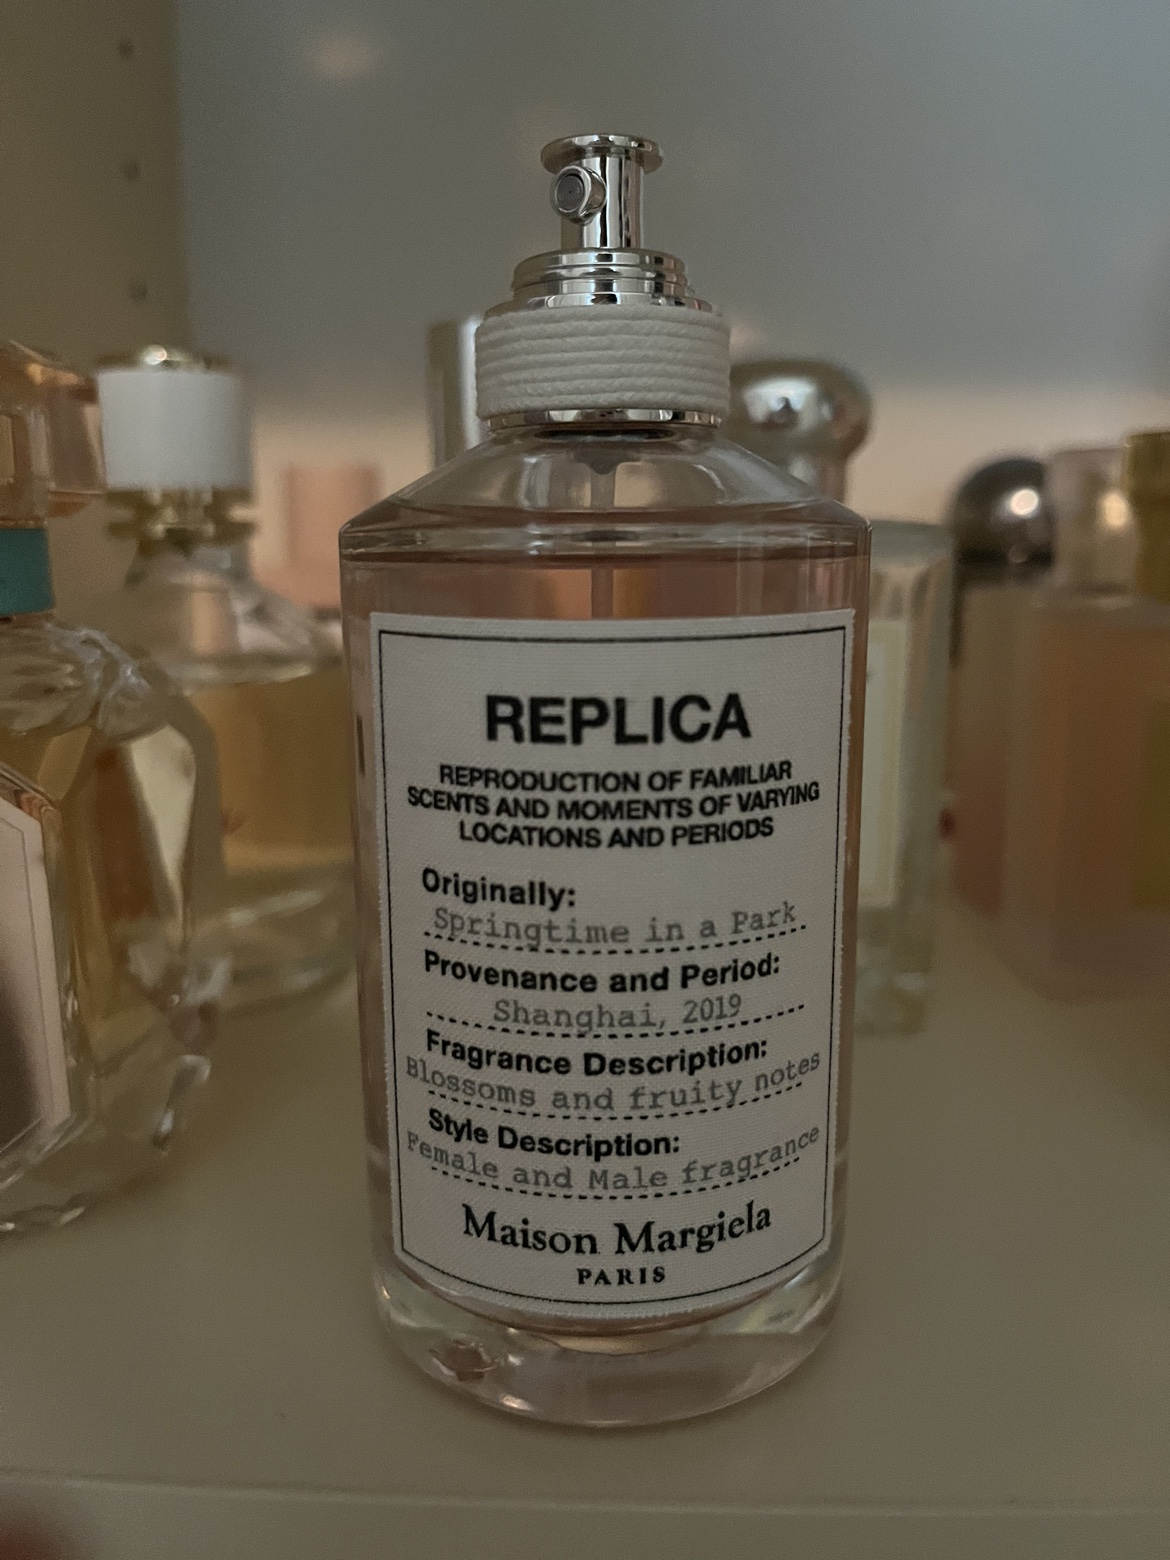 REPLICA
REPRODUCTION OF FAMILIAR
SCENTS AND MOMENTS OF VARYING
LOCATIONS AND PERIODS
Originally:
Springtime in a Park
Provenance and Period:
Shanghai, 2019
Fragrance Description:
Blossoms and fruity notes
Style Description:
Female and Male fragrance
Maison Margiela
PARIS